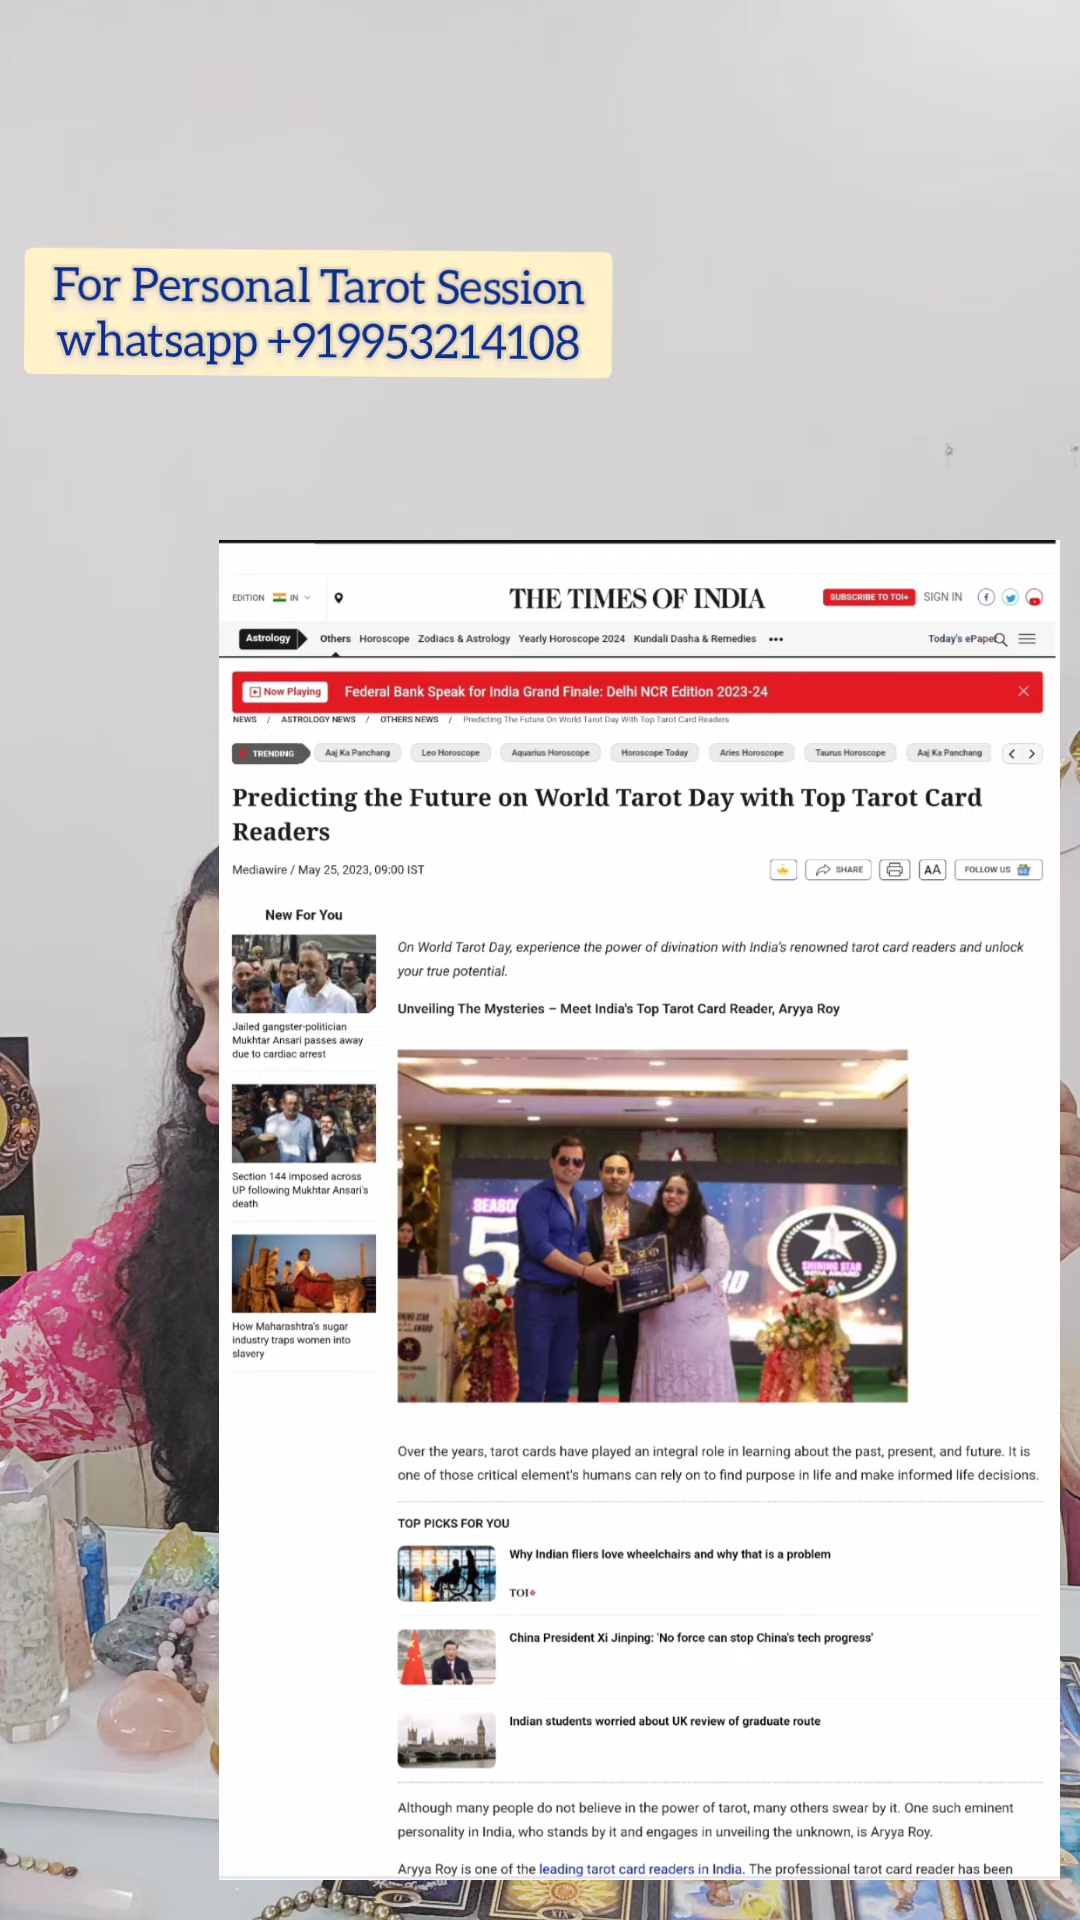 For Personal Tarot Session
whatsapp +919953214108
EDITION IN
THE TIMES OF INDIA
SUBSCRIBE TO TOI+ SIGN IN
Astrology Others Horoscope Zodiacs & Astrology Yearly Horoscope 2024 Kundali Dasha & Remedies ••• Today's ePaper
Now Playing Federal Bank Speak for India Grand Finale: Delhi NCR Edition 2023-24
NEWS / ASTROLOGY NEWS / OTHERS NEWS / Predicting The Future On World Tarot Day With Top Tarot Card Readers
TRENDING Aaj Ka Panchang Leo Horoscope Aquarius Horoscope Horoscope Today Aries Horoscope Taurus Horoscope Aaj Ka Panchang
Predicting the Future on World Tarot Day with Top Tarot Card
Readers
Mediawire / May 25, 2023, 09:00 IST
SHARE AA FOLLOW US
New For You
Jailed gangster-politician
Mukhtar Ansari passes away
due to cardiac arrest
Section 144 imposed across
UP following Mukhtar Ansari's
death
How Maharashtra's sugar
industry traps women into
slavery
On World Tarot Day, experience the power of divination with India's renowned tarot card readers and unlock
your true potential.
Unveiling The Mysteries – Meet India's Top Tarot Card Reader, Aryya Roy
SEASO
5
SHINING STAR
INDIA AWARD
RD
Over the years, tarot cards have played an integral role in learning about the past, present, and future. It is
one of those critical element's humans can rely on to find purpose in life and make informed life decisions.
TOP PICKS FOR YOU
Why Indian fliers love wheelchairs and why that is a problem
TOI+
China President Xi Jinping: 'No force can stop China's tech progress'
Indian students worried about UK review of graduate route
Although many people do not believe in the power of tarot, many others swear by it. One such eminent
personality in India, who stands by it and engages in unveiling the unknown, is Aryya Roy.
Aryya Roy is one of the leading tarot card readers in India. The professional tarot card reader has been
0
XIX